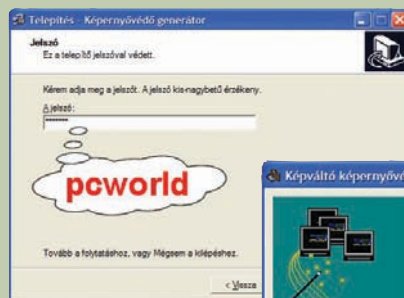 Telepítés - Képernyővédő generátor
Jelszó
Ez a telepítő jelszóval védett.
Kérem adja meg a jelszót. A jelszó kis-nagybetű érzékeny.
A jelszó:
*******
pcworld
Tovább a folytatáshoz, vagy Mégsem a kilépéshez.
< Vissza
Képváltó képernyővé